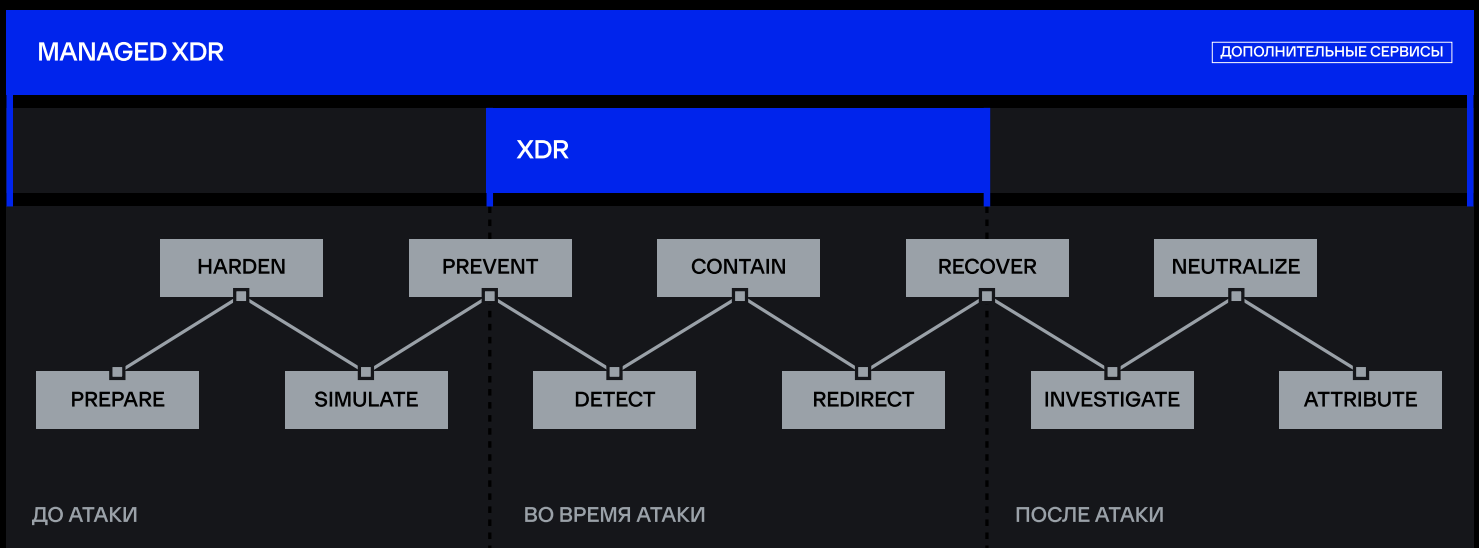 MANAGED XDR
ДОПОЛНИТЕЛЬНЫЕ СЕРВИСЫ
XDR
HARDEN
PREVENT
CONTAIN
RECOVER
NEUTRALIZE
PREPARE
SIMULATE
DETECT
REDIRECT
INVESTIGATE
ATTRIBUTE
ДО АТАКИ
ВО ВРЕМЯ АТАКИ
ПОСЛЕ АТАКИ